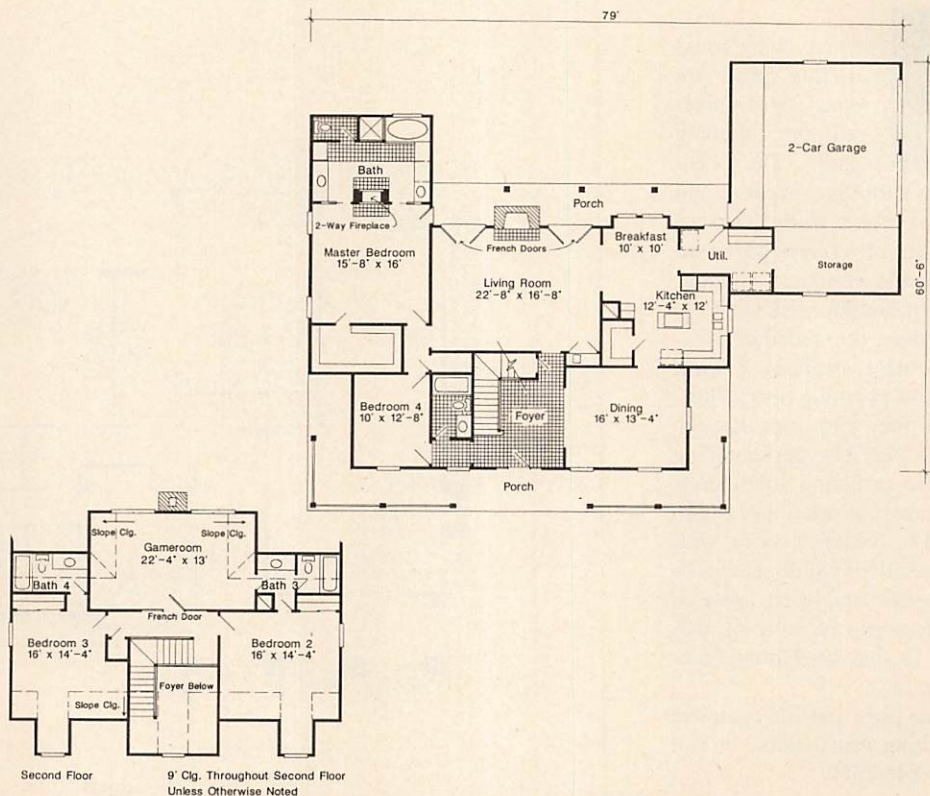 79'
2-Car Garage
Bath
Porch
2-Way Fireplace
French Doors
Breakfast
10' x 10'
Util.
Master Bedroom
15'-8" x 16'
Living Room
22'-8" x 16'-8"
Storage
60'-9"
Kitchen
12'-4" x 12'
Bedroom 4
10' x 12'-8"
Foyer
Dining
16' x 13'-4"
Porch
Slope Clg.
Slope Clg.
Gameroom
22'-4" x 13'
Bath 4
Bath 3
French Door
Bedroom 3
16' x 14'-4"
Bedroom 2
16' x 14'-4"
Foyer Below
Slope Clg.
Second Floor
9' Clg. Throughout Second Floor
Unless Otherwise Noted